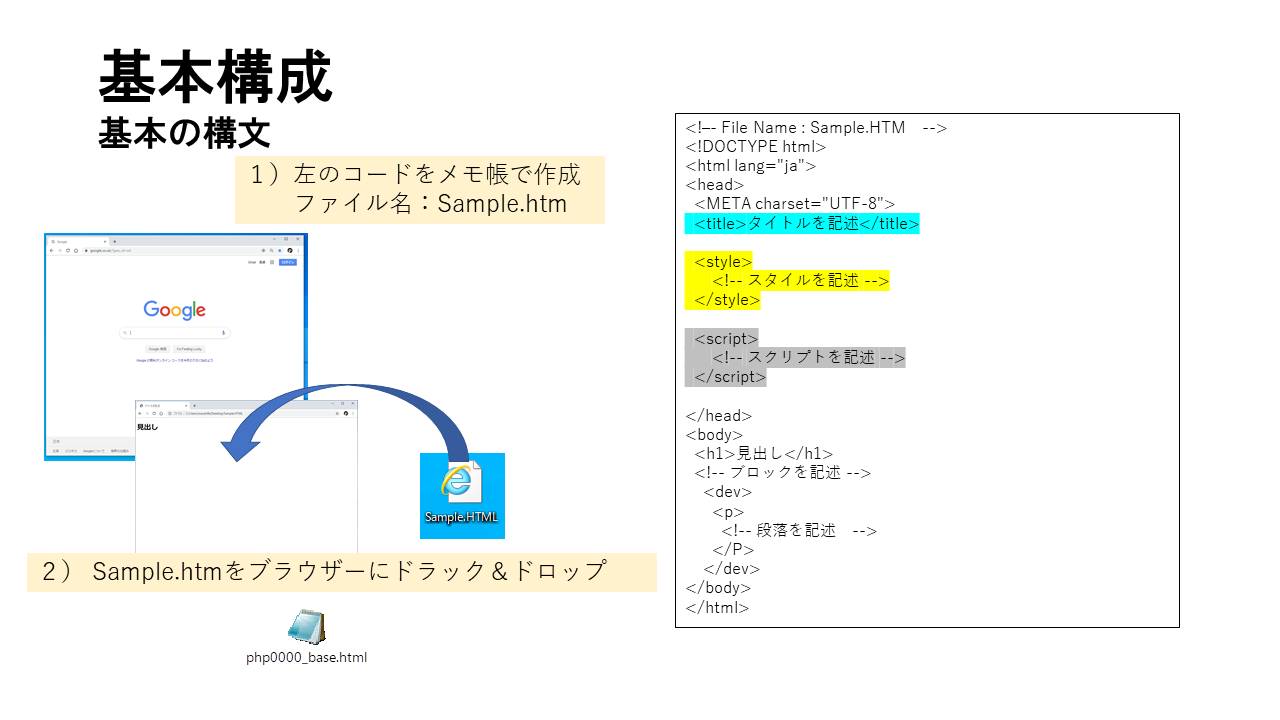 基本構成
基本の構文
１）左のコードをメモ帳で作成
ファイル名：Sample.htm
Google
見出し
Sample.HTML
２） Sample.htmをブラウザーにドラック＆ドロップ
php0000_base.html
<!–- File Name : Sample.HTM　-->
<!DOCTYPE html>
<html lang="ja">
<head>
<META charset="UTF-8">
<title>タイトルを記述</title>
<style>
<!-- スタイルを記述 -->
</style>
<script>
<!-- スクリプトを記述 -->
</script>
</head>
<body>
<h1>見出し</h1>
<!-- ブロックを記述 -->
<dev>
<p>
<!-- 段落を記述　-->
</P>
</dev>
</body>
</html>